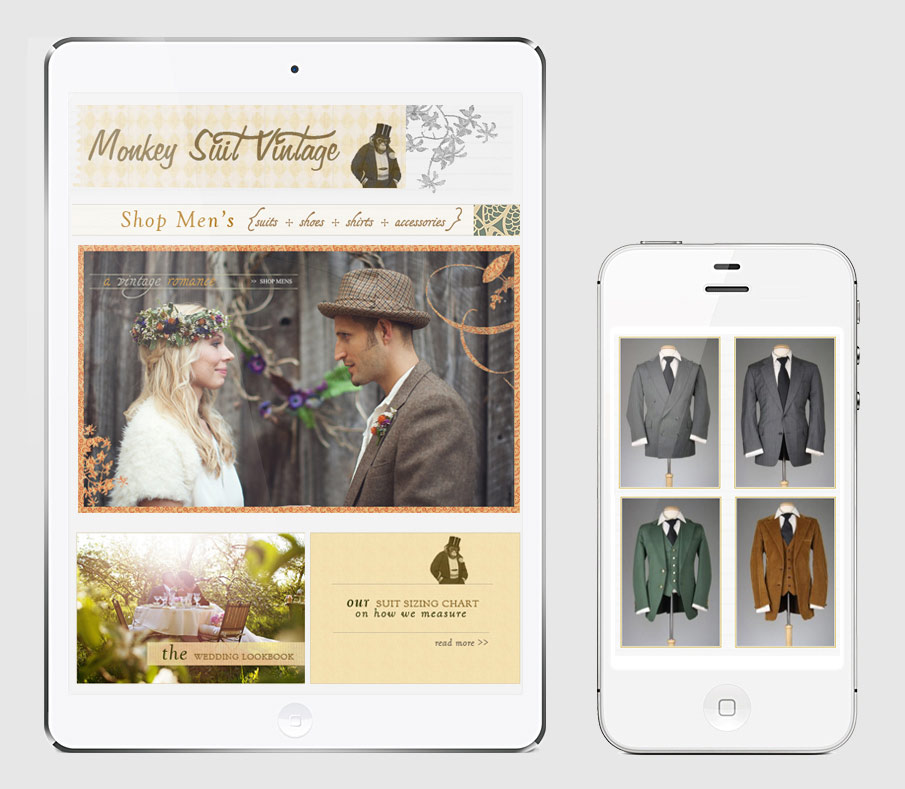 Monkey Suit Vintage
Shop Men's {suits ÷ shoes ÷ shirts ÷ accessories}
a vintage romance SHOP MENS
the WEDDING LOOKBOOK
our SUIT SIZING CHART
on how we measure
read more >>